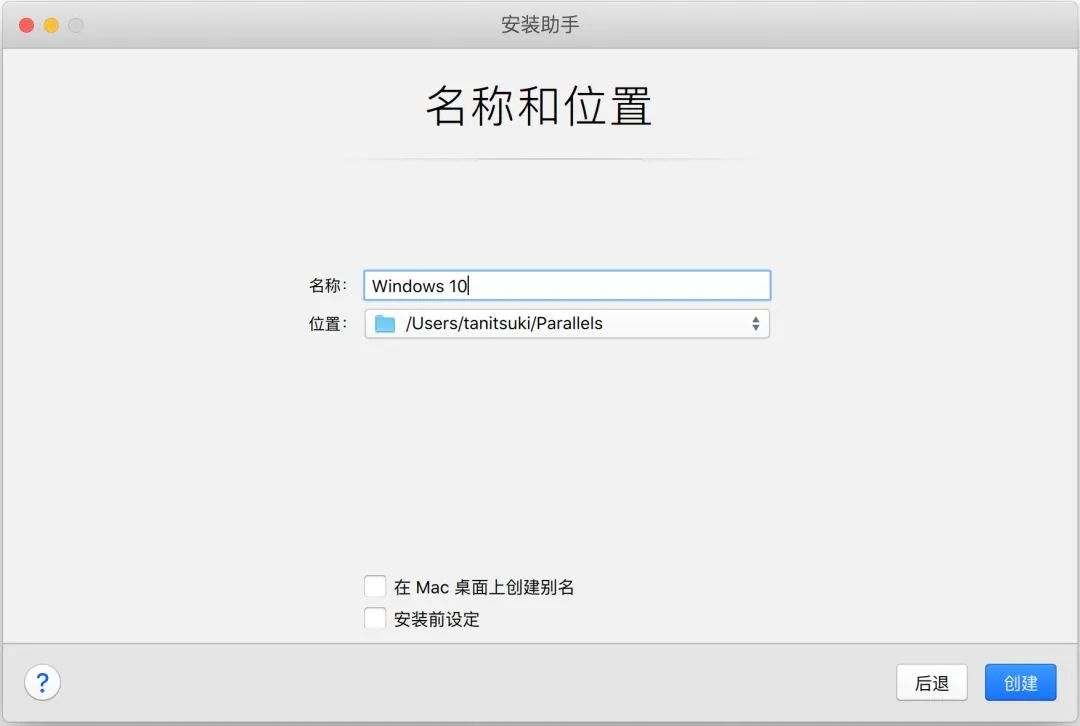 安装助手
名称和位置
名称： Windows 10
位置： /Users/tanitsuki/Parallels
在 Mac 桌面上创建别名
安装前设定
? 后退 创建